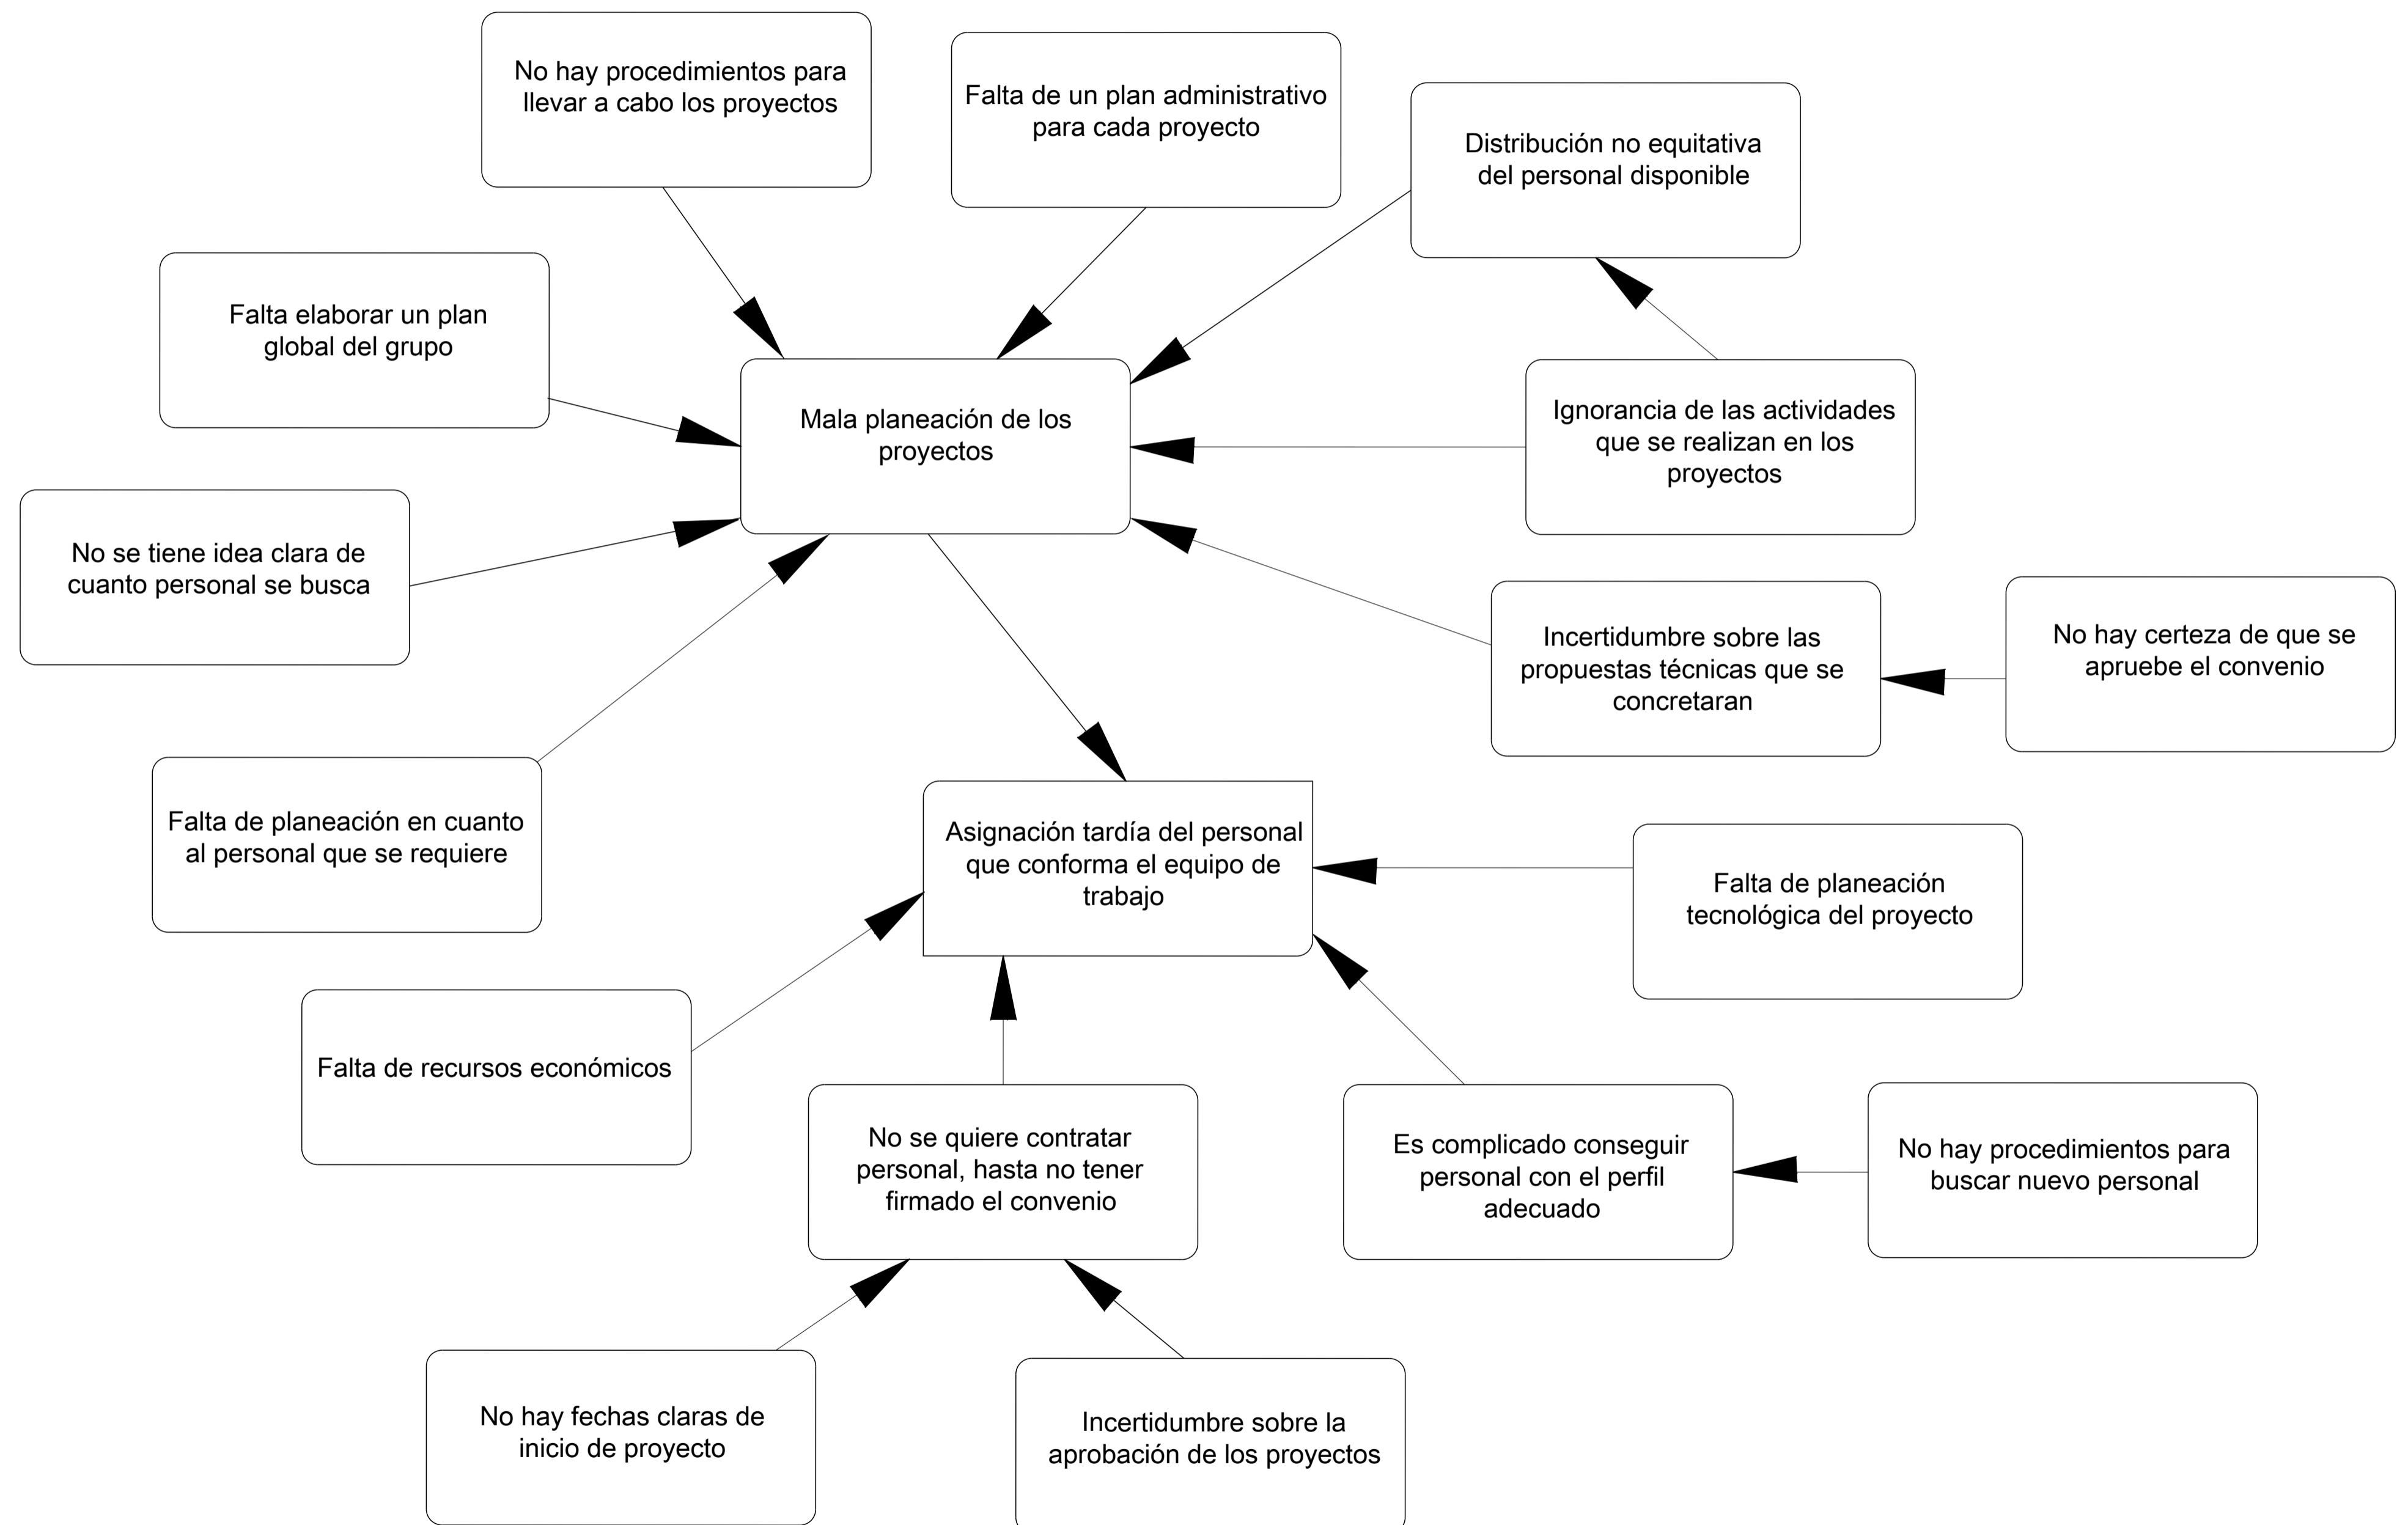 No hay procedimientos para
llevar a cabo los proyectos
Falta de un plan administrativo
para cada proyecto
Distribución no equitativa
del personal disponible
Falta elaborar un plan
global del grupo
Mala planeación de los
proyectos
Ignorancia de las actividades
que se realizan en los
proyectos
No se tiene idea clara de
cuanto personal se busca
Incertidumbre sobre las
propuestas técnicas que se
concretaran
No hay certeza de que se
apruebe el convenio
Falta de planeación en cuanto
al personal que se requiere
Asignación tardía del personal
que conforma el equipo de
trabajo
Falta de planeación
tecnológica del proyecto
Falta de recursos económicos
No se quiere contratar
personal, hasta no tener
firmado el convenio
Es complicado conseguir
personal con el perfil
adecuado
No hay procedimientos para
buscar nuevo personal
No hay fechas claras de
inicio de proyecto
Incertidumbre sobre la
aprobación de los proyectos